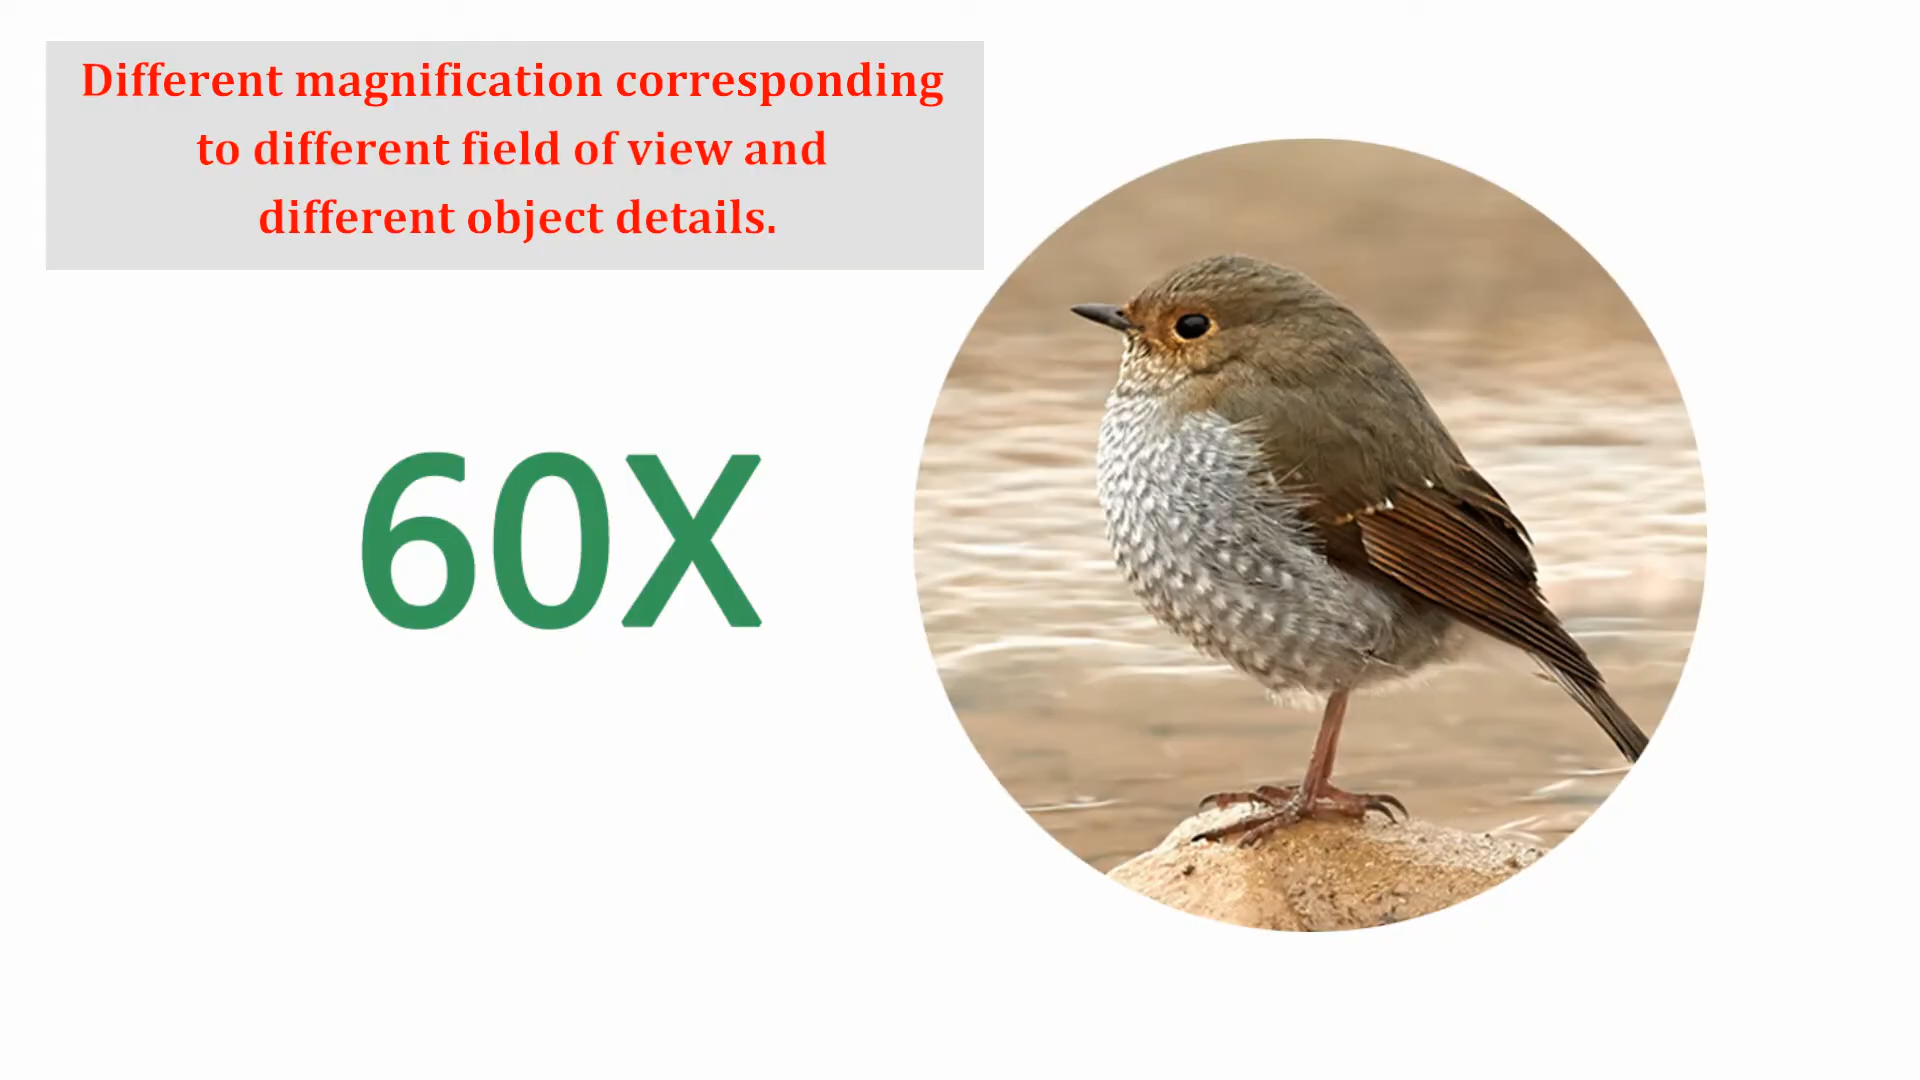 Different magnification corresponding
to different field of view and
different object details.
60X